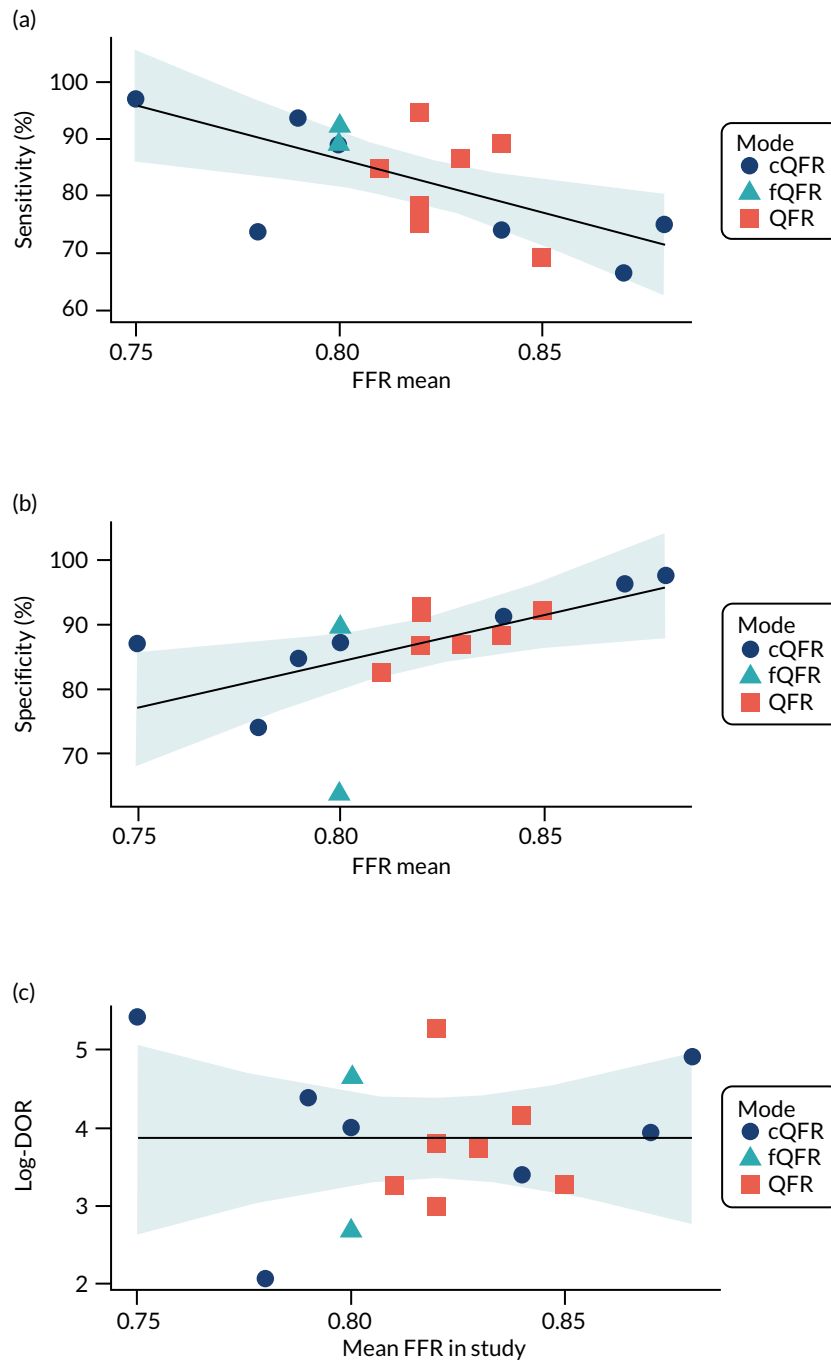 (a)
Sensitivity (%)
100
90
80
70
60
0.75
0.80
0.85
FFR mean
Mode
cQFR
fQFR
QFR
(b)
Specificity (%)
100
90
80
70
0.75
0.80
0.85
FFR mean
Mode
cQFR
fQFR
QFR
(c)
Log-DOR
5
4
3
2
0.75
0.80
0.85
Mean FFR in study
Mode
cQFR
fQFR
QFR